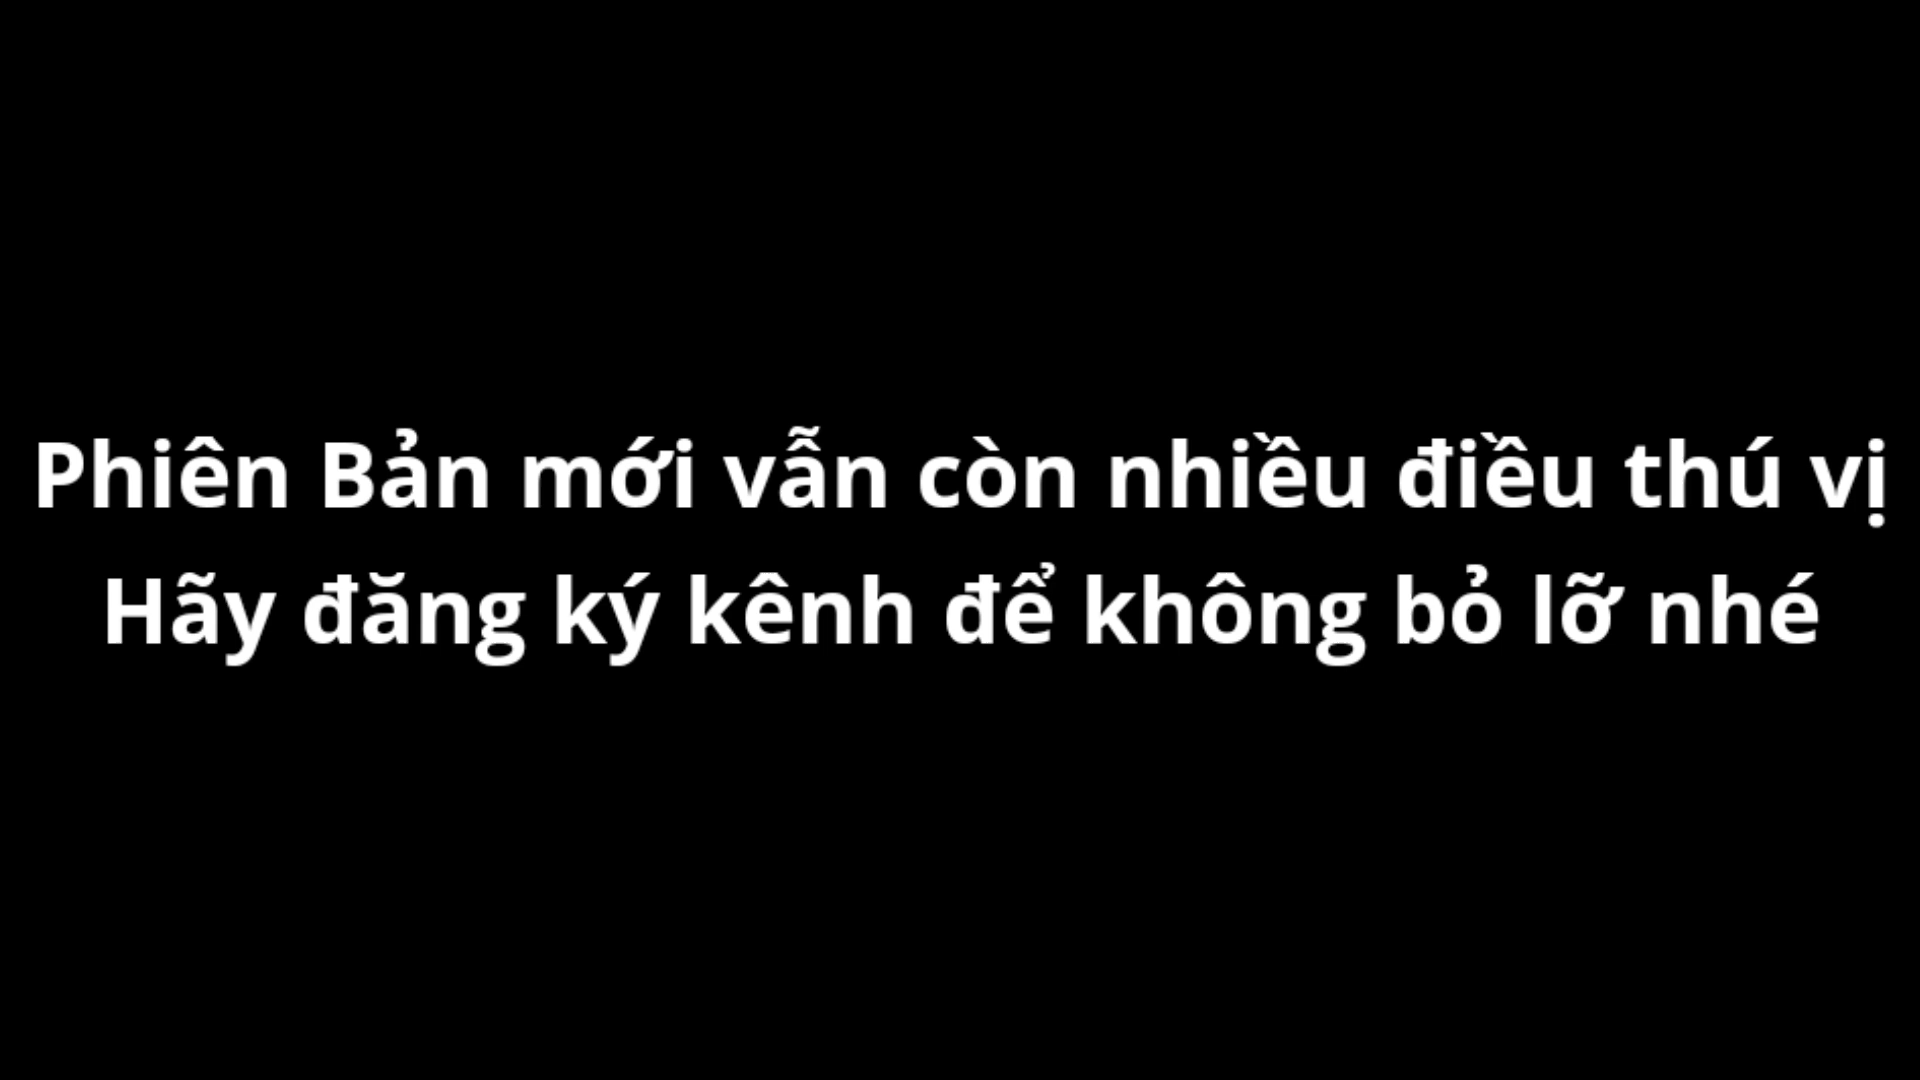 Phiên Bản mới vẫn còn nhiều điều thú vị
Hãy đăng ký kênh để không bỏ lỡ nhé